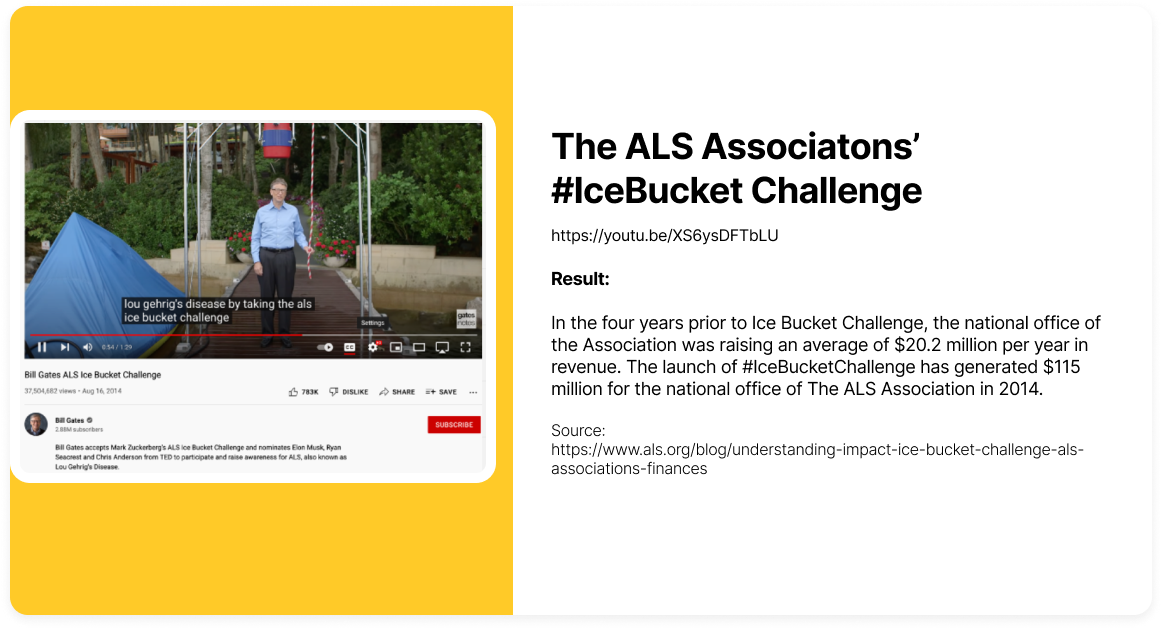 The ALS Associatons’
#IceBucket Challenge
https://youtu.be/XS6ysDFTbLU
Result:
In the four years prior to Ice Bucket Challenge, the national office of
the Association was raising an average of $20.2 million per year in
revenue. The launch of #IceBucketChallenge has generated $115
million for the national office of The ALS Association in 2014.
Source:
https://www.als.org/blog/understanding-impact-ice-bucket-challenge-als-
associations-finances
lou gehrig's disease by taking the als
ice bucket challenge
Settings
gates
notes
0:54 / 1:29
CC
Bill Gates ALS Ice Bucket Challenge
37,504,682 views • Aug 16, 2014
783K DISLIKE SHARE SAVE
Bill Gates
2.88M subscribers
SUBSCRIBE
Bill Gates accepts Mark Zuckerberg's ALS Ice Bucket Challenge and nominates Elon Musk, Ryan
Seacrest and Chris Anderson from TED to participate and raise awareness for ALS, also known as
Lou Gehrig's Disease.